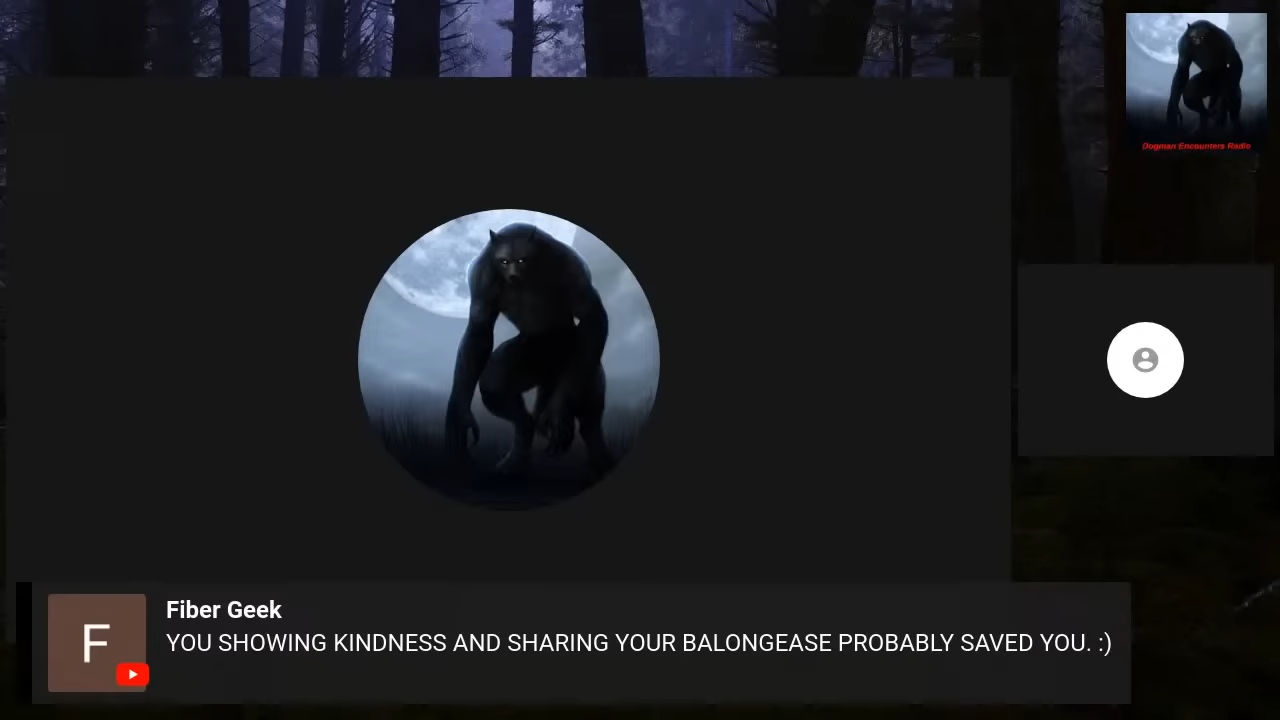 Dogman Encounters Radio
F
Fiber Geek
YOU SHOWING KINDNESS AND SHARING YOUR BALONGEASE PROBABLY SAVED YOU. :)